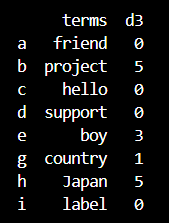 terms d3
a friend 0
b project 5
c hello 0
d support 0
e boy 3
g country 1
h Japan 5
i label 0